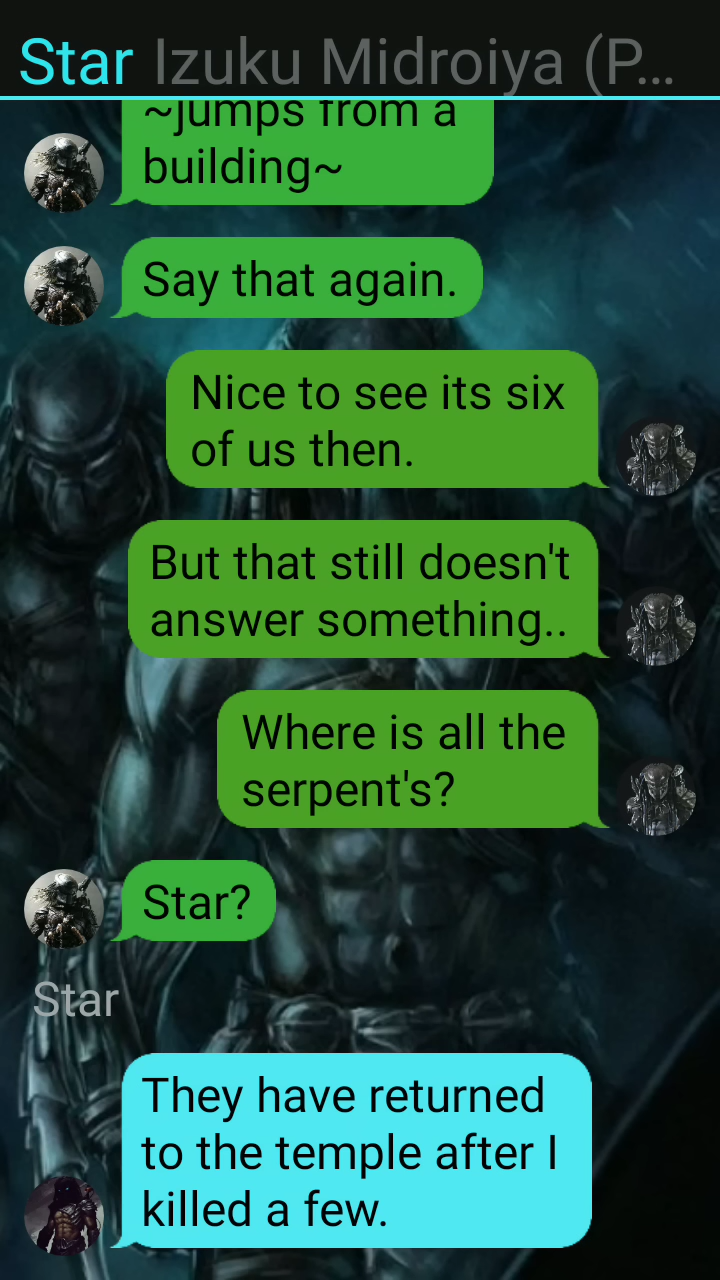 Star Izuku Midroiya (P...
~jumps from a
building~
Say that again.
Nice to see its six
of us then.
But that still doesn't
answer something..
Where is all the
serpent's?
Star?
Star
They have returned
to the temple after I
killed a few.